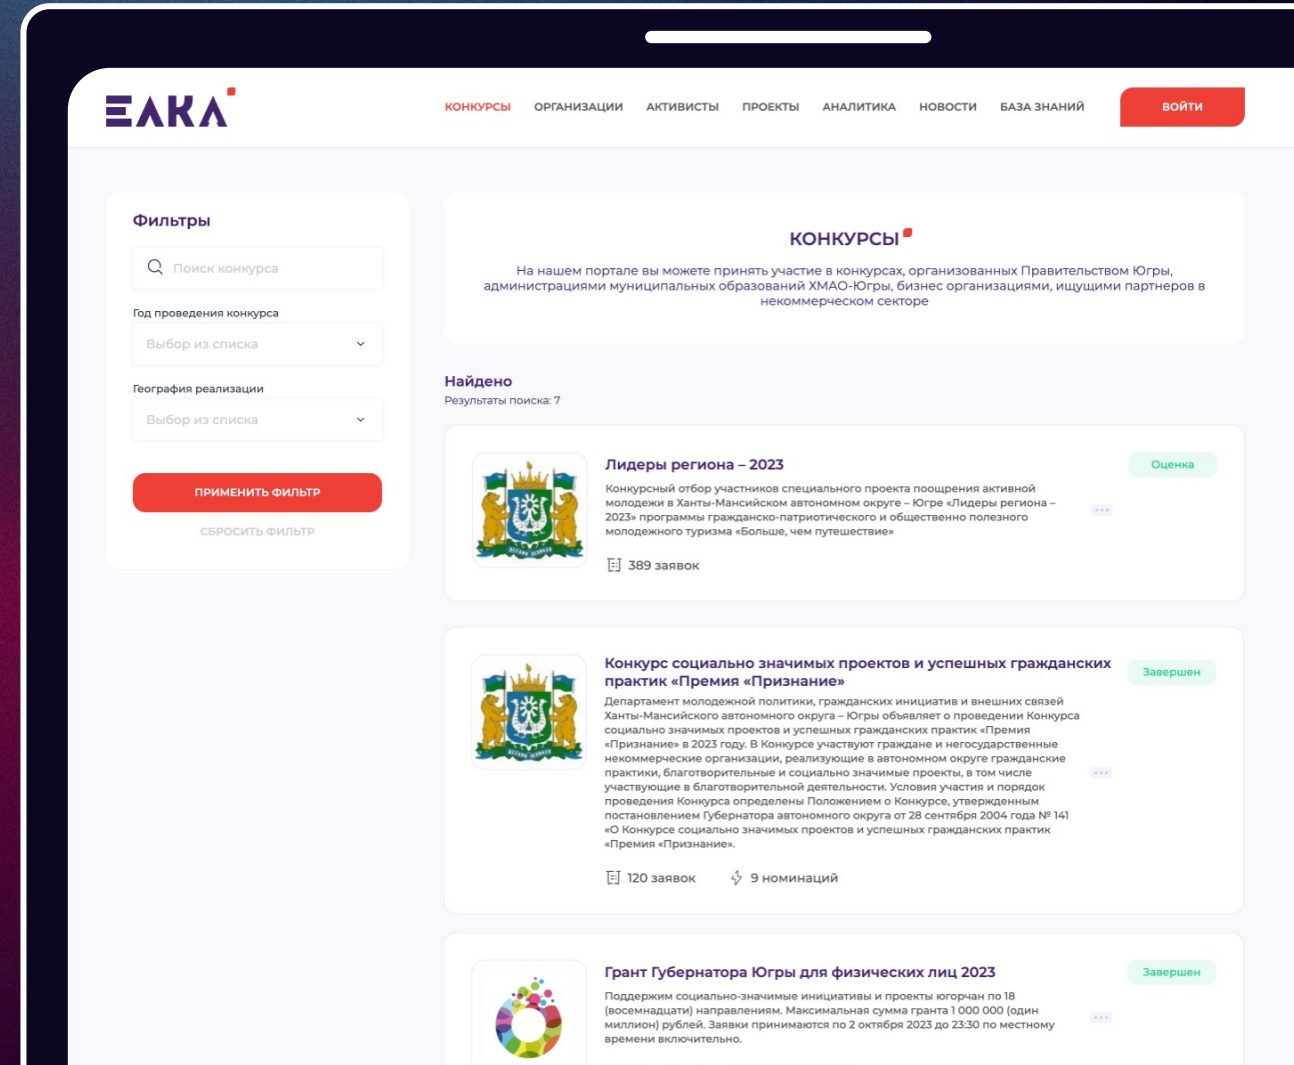 ЕЛКА
КОНКУРСЫ ОРГАНИЗАЦИИ АКТИВИСТЫ ПРОЕКТЫ АНАЛИТИКА НОВОСТИ БАЗА ЗНАНИЙ ВОЙТИ
Фильтры
Поиск конкурса
Год проведения конкурса
Выбор из списка
География реализации
Выбор из списка
ПРИМЕНИТЬ ФИЛЬТР
СБРОСИТЬ ФИЛЬТР
КОНКУРСЫ
На нашем портале вы можете принять участие в конкурсах, организованных Правительством Югры,
администрациями муниципальных образований ХМАО-Югры, бизнес организациями, ищущими партнеров в
некоммерческом секторе
Найдено
Результаты поиска: 7
Лидеры региона – 2023
Оценка
Конкурсный отбор участников специального проекта поощрения активной
молодежи в Ханты-Мансийском автономном округе – Югре «Лидеры региона –
2023» программы гражданско-патриотического и общественно полезного
молодежного туризма «Больше, чем путешествие»
389 заявок
Конкурс социально значимых проектов и успешных гражданских
практик «Премия «Признание»
Завершен
Департамент молодежной политики, гражданских инициатив и внешних связей
Ханты-Мансийского автономного округа – Югры объявляет о проведении Конкурса
социально значимых проектов и успешных гражданских практик «Премия
«Признание» в 2023 году. В Конкурсе участвуют граждане и негосударственные
некоммерческие организации, реализующие в автономном округе гражданские
практики, благотворительные и социально значимые проекты, в том числе
участвующие в благотворительной деятельности. Условия участия и порядок
проведения Конкурса определены Положением о Конкурсе, утвержденным
постановлением Губернатора автономного округа от 28 сентября 2004 года № 141
«О Конкурсе социально значимых проектов и успешных гражданских практик
«Премия «Признание».
120 заявок 9 номинаций
Грант Губернатора Югры для физических лиц 2023
Завершен
Поддержим социально-значимые инициативы и проекты югорчан по 18
(восемнадцати) направлениям. Максимальная сумма гранта 1 000 000 (один
миллион) рублей. Заявки принимаются по 2 октября 2023 до 23:30 по местному
времени включительно.